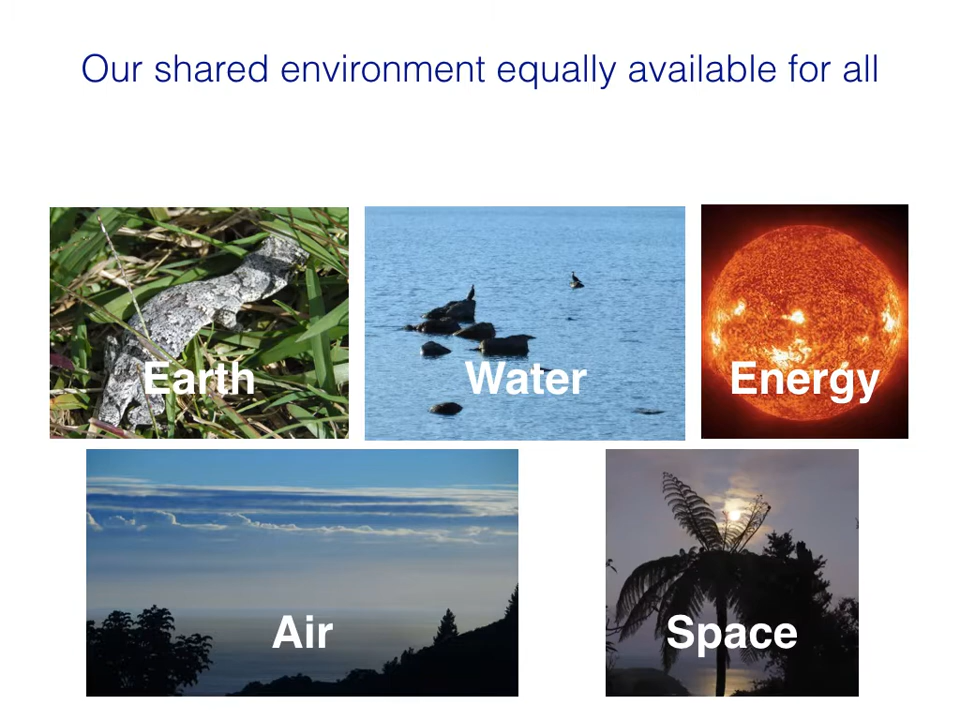 Our shared environment equally available for all
Earth
Water
Energy
Air
Space